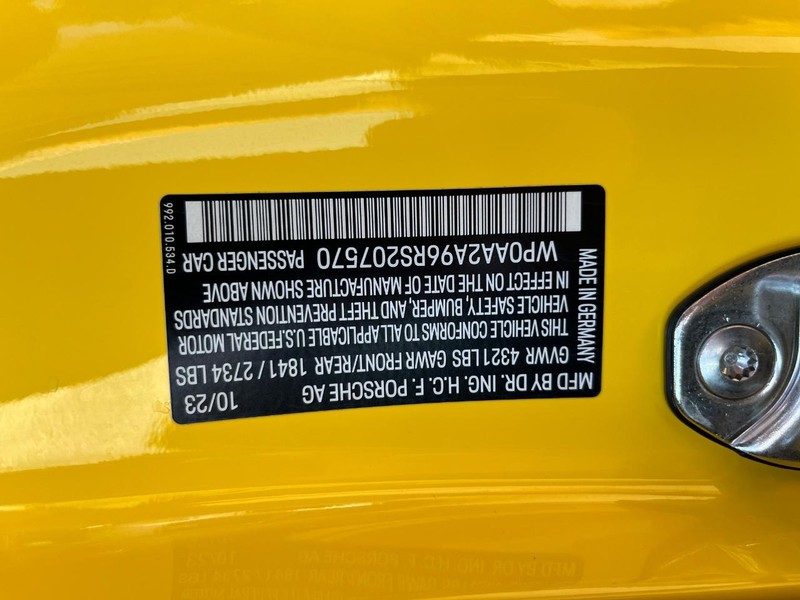 MFD BY DR. ING. H.C. F. PORSCHE AG 10/23
GVWR 4321 LBS GAWR FRONT/REAR 1841 / 2734 LBS
THIS VEHICLE CONFORMS TO ALL APPLICABLE U.S.FEDERAL MOTOR
VEHICLE SAFETY, BUMPER, AND THEFT PREVENTION STANDARDS
IN EFFECT ON THE DATE OF MANUFACTURE SHOWN ABOVE
WP0AA2A96RS207570 PASSENGER CAR
MADE IN GERMANY
992.010.534.D